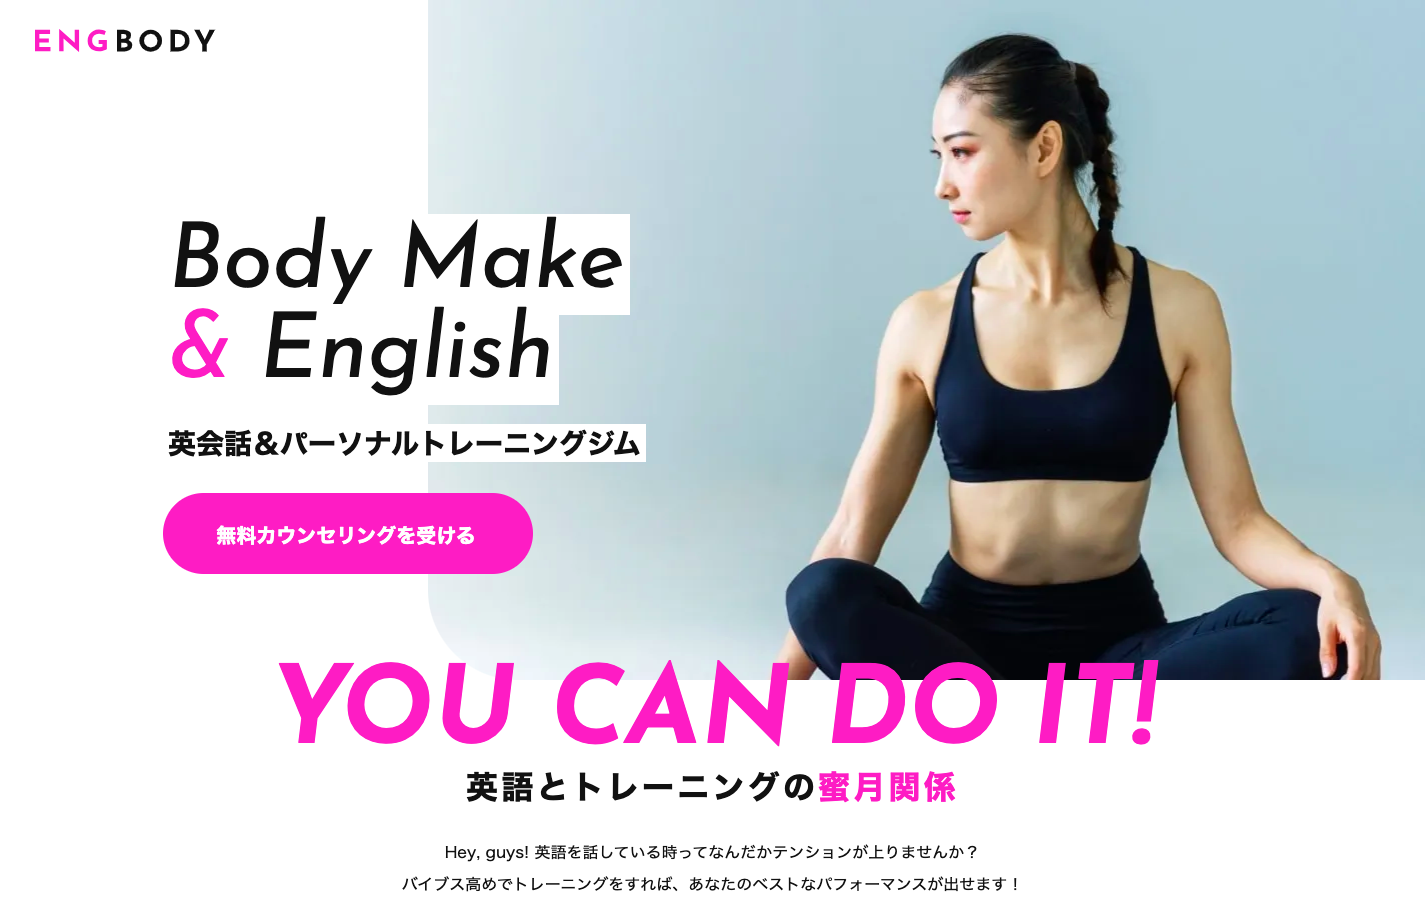 ENGBODY
Body Make
& English
英会話＆パーソナルトレーニングジム
無料カウンセリングを受ける
YOU CAN DO IT!
英語とトレーニングの蜜月関係
Hey, guys! 英語を話している時ってなんだかテンションが上りませんか？
バイブス高めでトレーニングをすれば、あなたのベストなパフォーマンスが出せます！